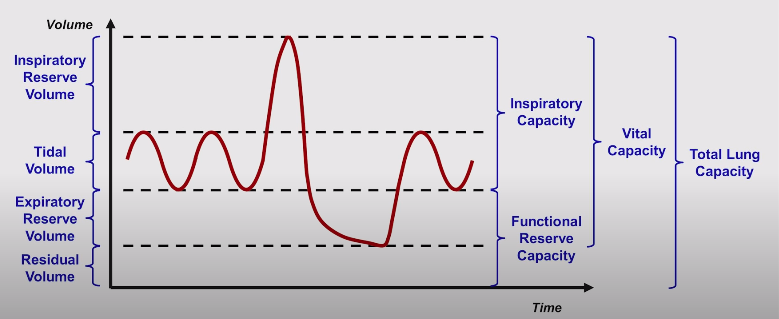 Volume
Inspiratory
Reserve
Volume
Tidal
Volume
Expiratory
Reserve
Volume
Residual
Volume
Inspiratory
Capacity
Functional
Reserve
Capacity
Vital
Capacity
Total Lung
Capacity
Time